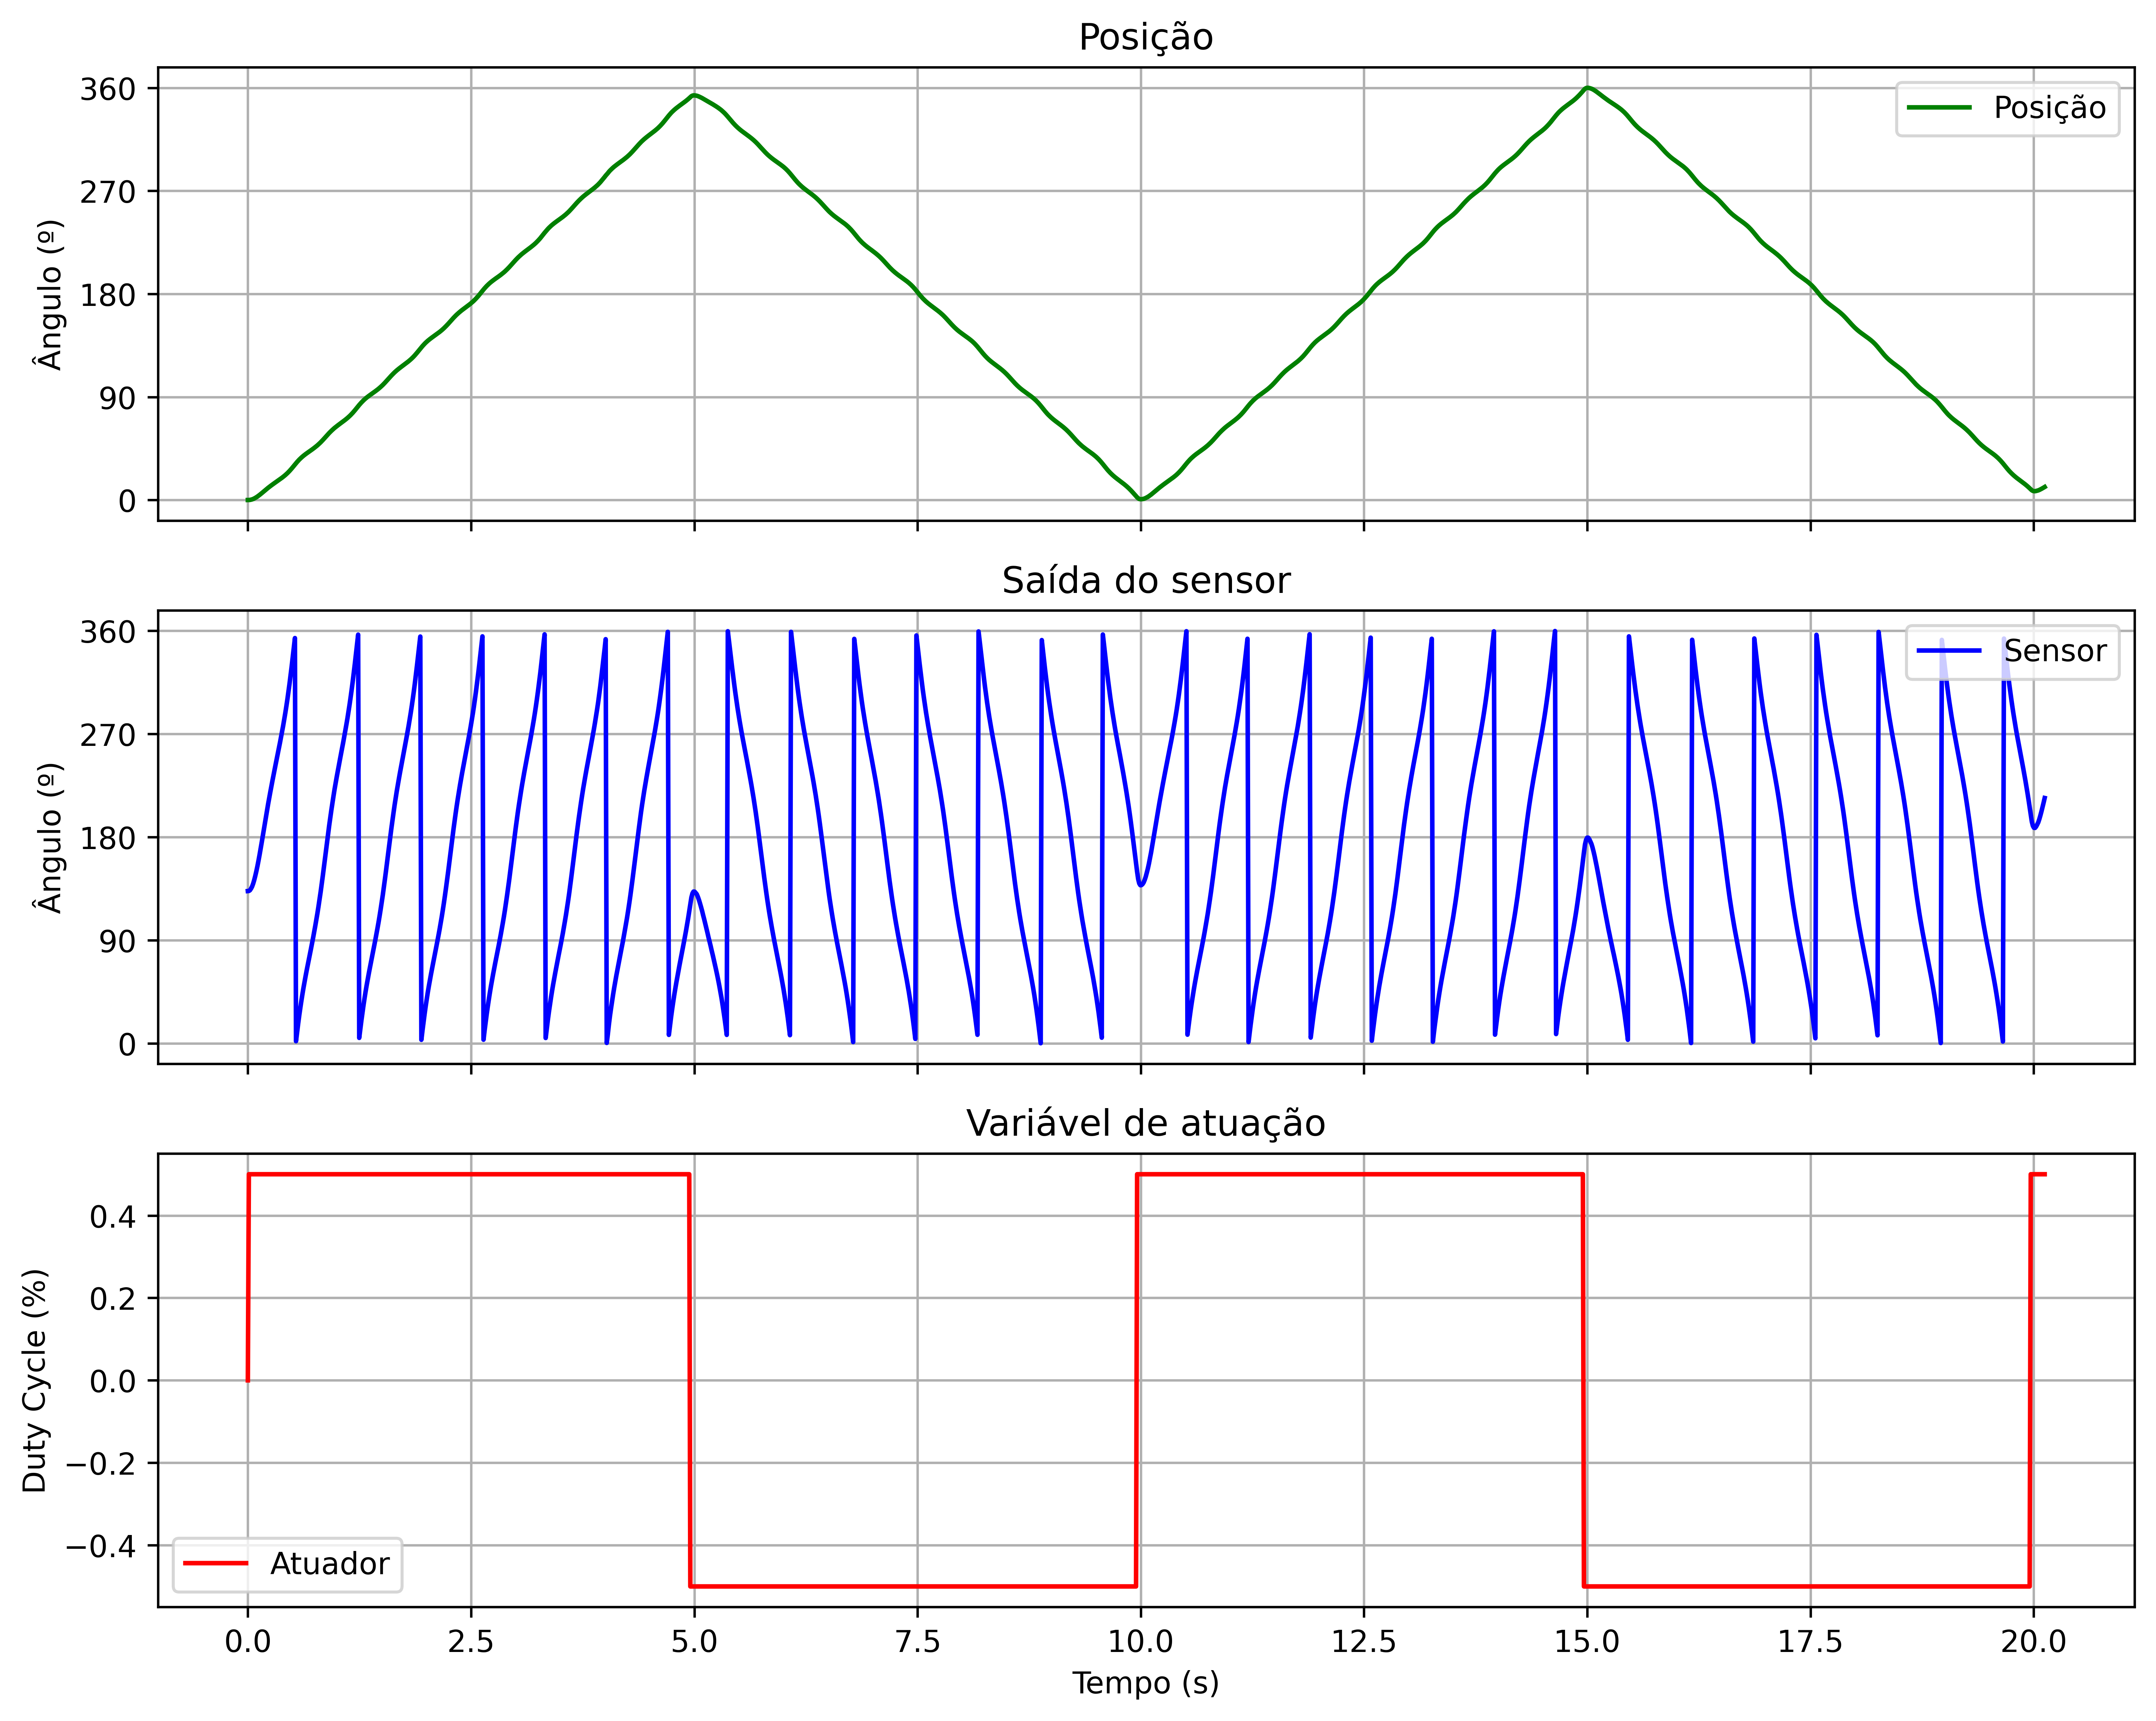 Posição
360
270
180
90
0
Ângulo (º)
Posição
Saída do sensor
360
270
180
90
0
Ângulo (º)
Sensor
Variável de atuação
0.4
0.2
0.0
−0.2
−0.4
Duty Cycle (%)
Atuador
0.0 2.5 5.0 7.5 10.0 12.5 15.0 17.5 20.0
Tempo (s)